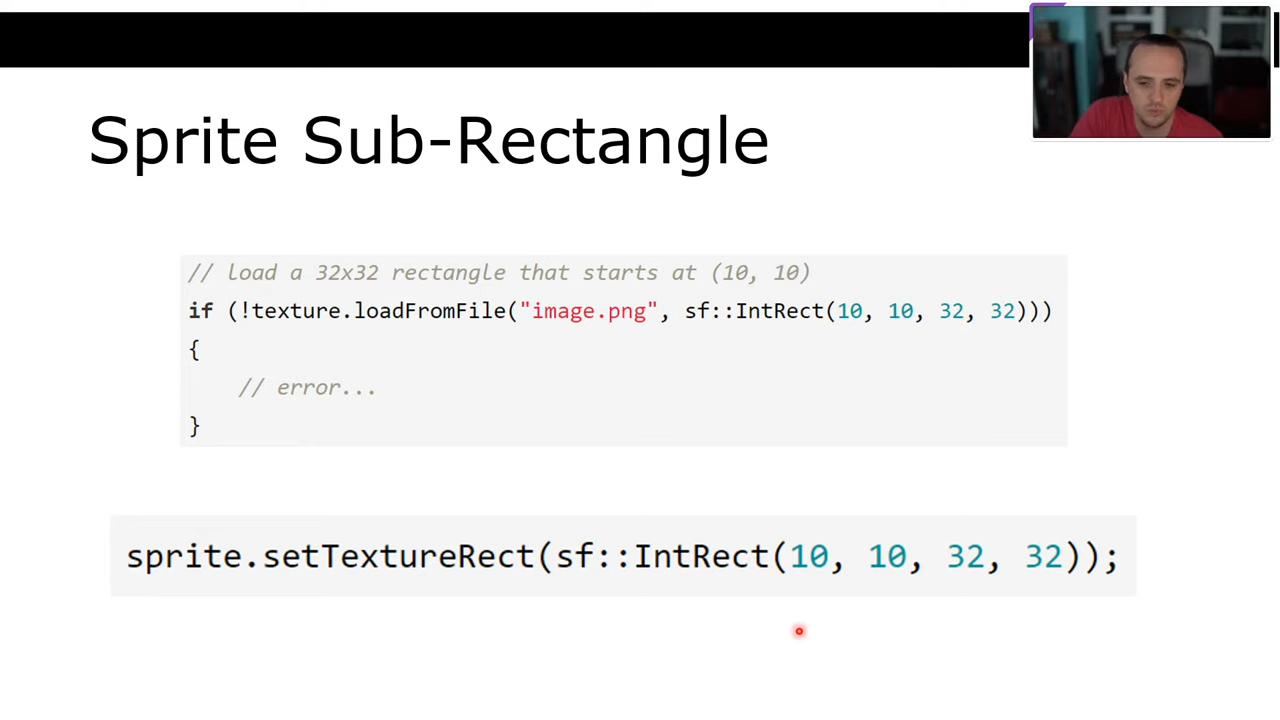 Sprite Sub-Rectangle
// load a 32x32 rectangle that starts at (10, 10)
if (!texture.loadFromFile("image.png", sf::IntRect(10, 10, 32, 32)))
{
// error...
}
sprite.setTextureRect(sf::IntRect(10, 10, 32, 32));